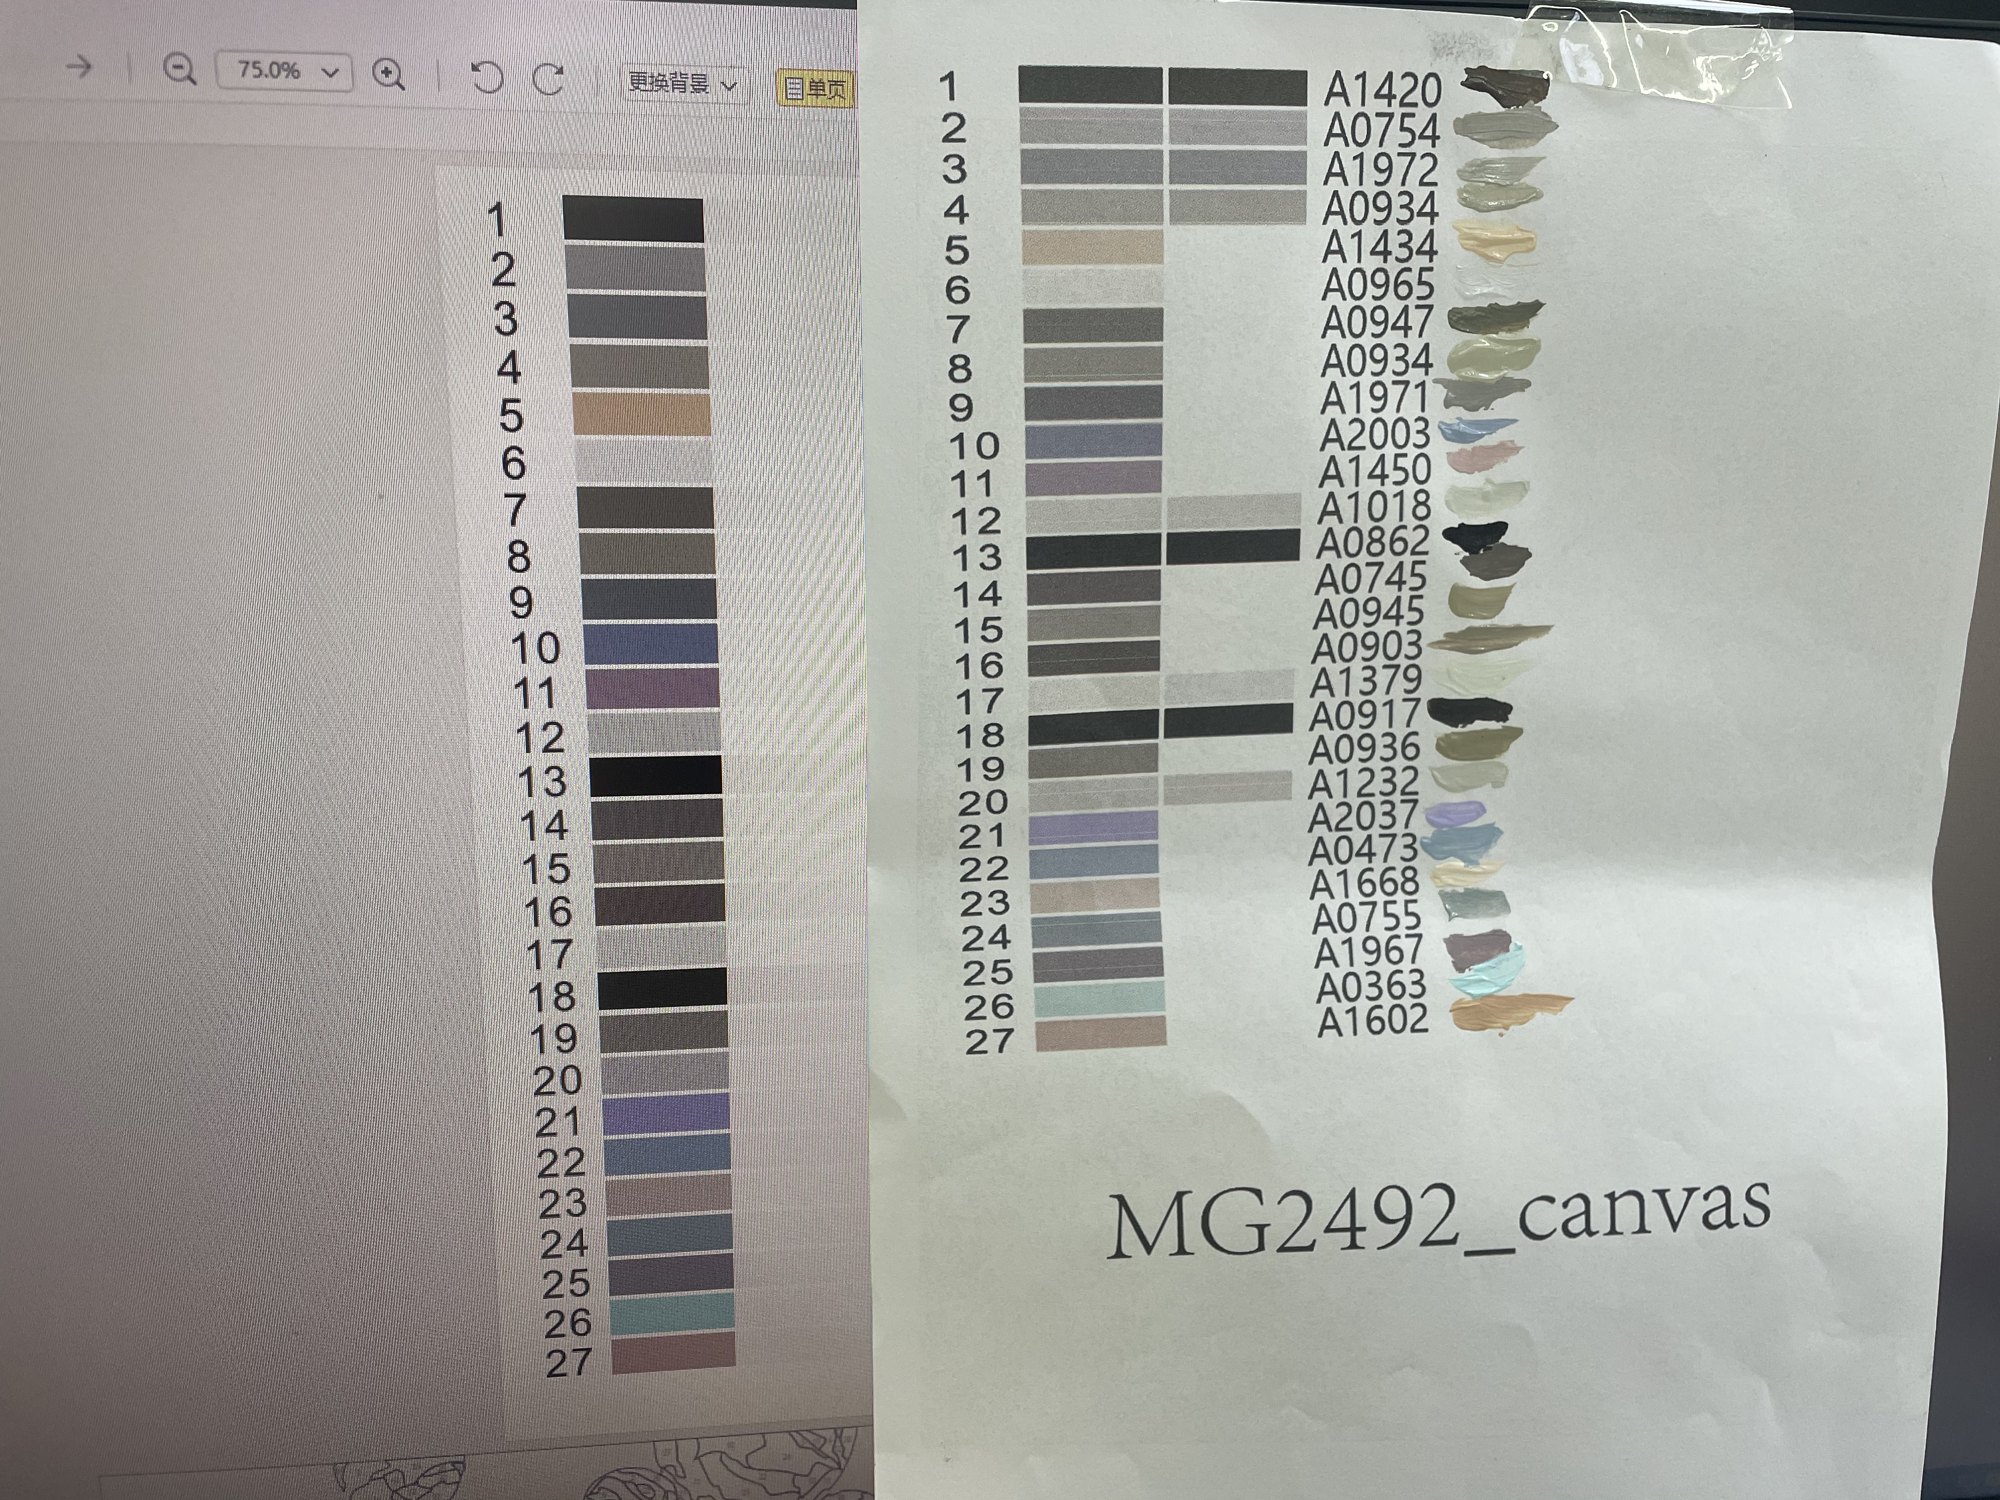 75.0%
更换背景
单页
1
2
3
4
5
6
7
8
9
10
11
12
13
14
15
16
17
18
19
20
21
22
23
24
25
26
27
1 A1420
2 A0754
3 A1972
4 A0934
5 A1434
6 A0965
7 A0947
8 A0934
9 A1971
10 A2003
11 A1450
12 A1018
13 A0862
14 A0745
15 A0945
16 A0903
17 A1379
18 A0917
19 A0936
20 A1232
21 A2037
22 A0473
23 A1668
24 A0755
25 A1967
26 A0363
27 A1602
MG2492_canvas